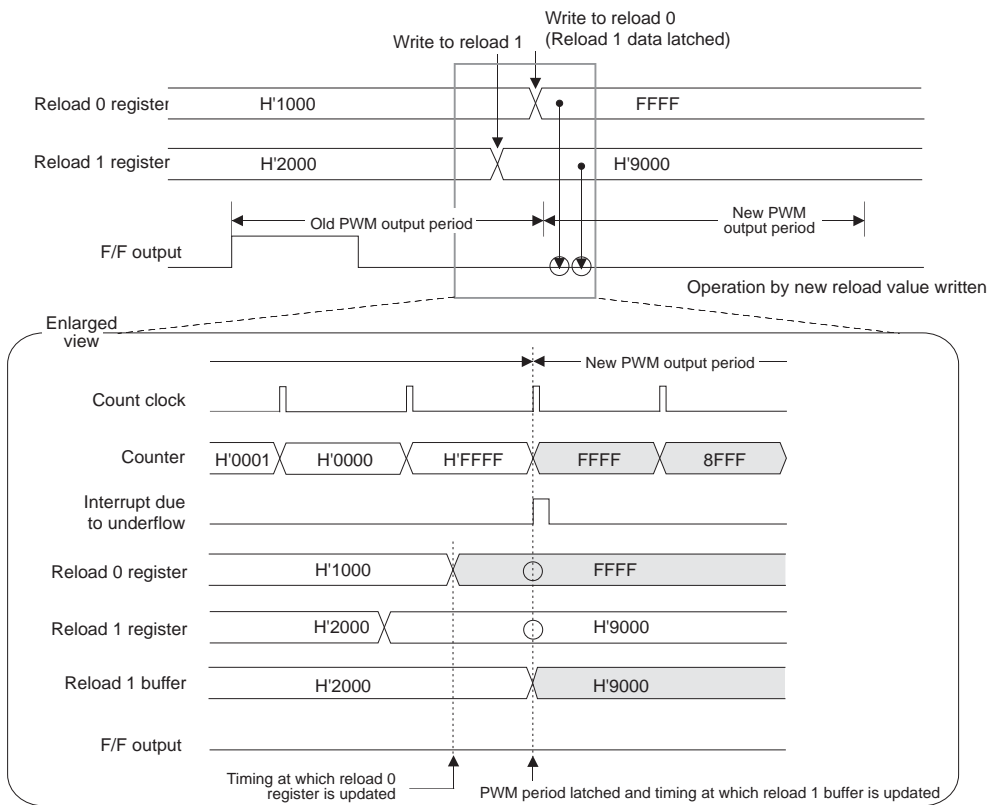 Write to reload 0
(Reload 1 data latched)
Write to reload 1
Reload 0 register
H'1000
FFFF
Reload 1 register
H'2000
H'9000
Old PWM output period
New PWM
output period
F/F output
Operation by new reload value written
Enlarged
view
New PWM output period
Count clock
Counter
H'0001
H'0000
H'FFFF
FFFF
8FFF
Interrupt due
to underflow
Reload 0 register
H'1000
FFFF
Reload 1 register
H'2000
H'9000
Reload 1 buffer
H'2000
H'9000
F/F output
Timing at which reload 0
register is updated
PWM period latched and timing at which reload 1 buffer is updated